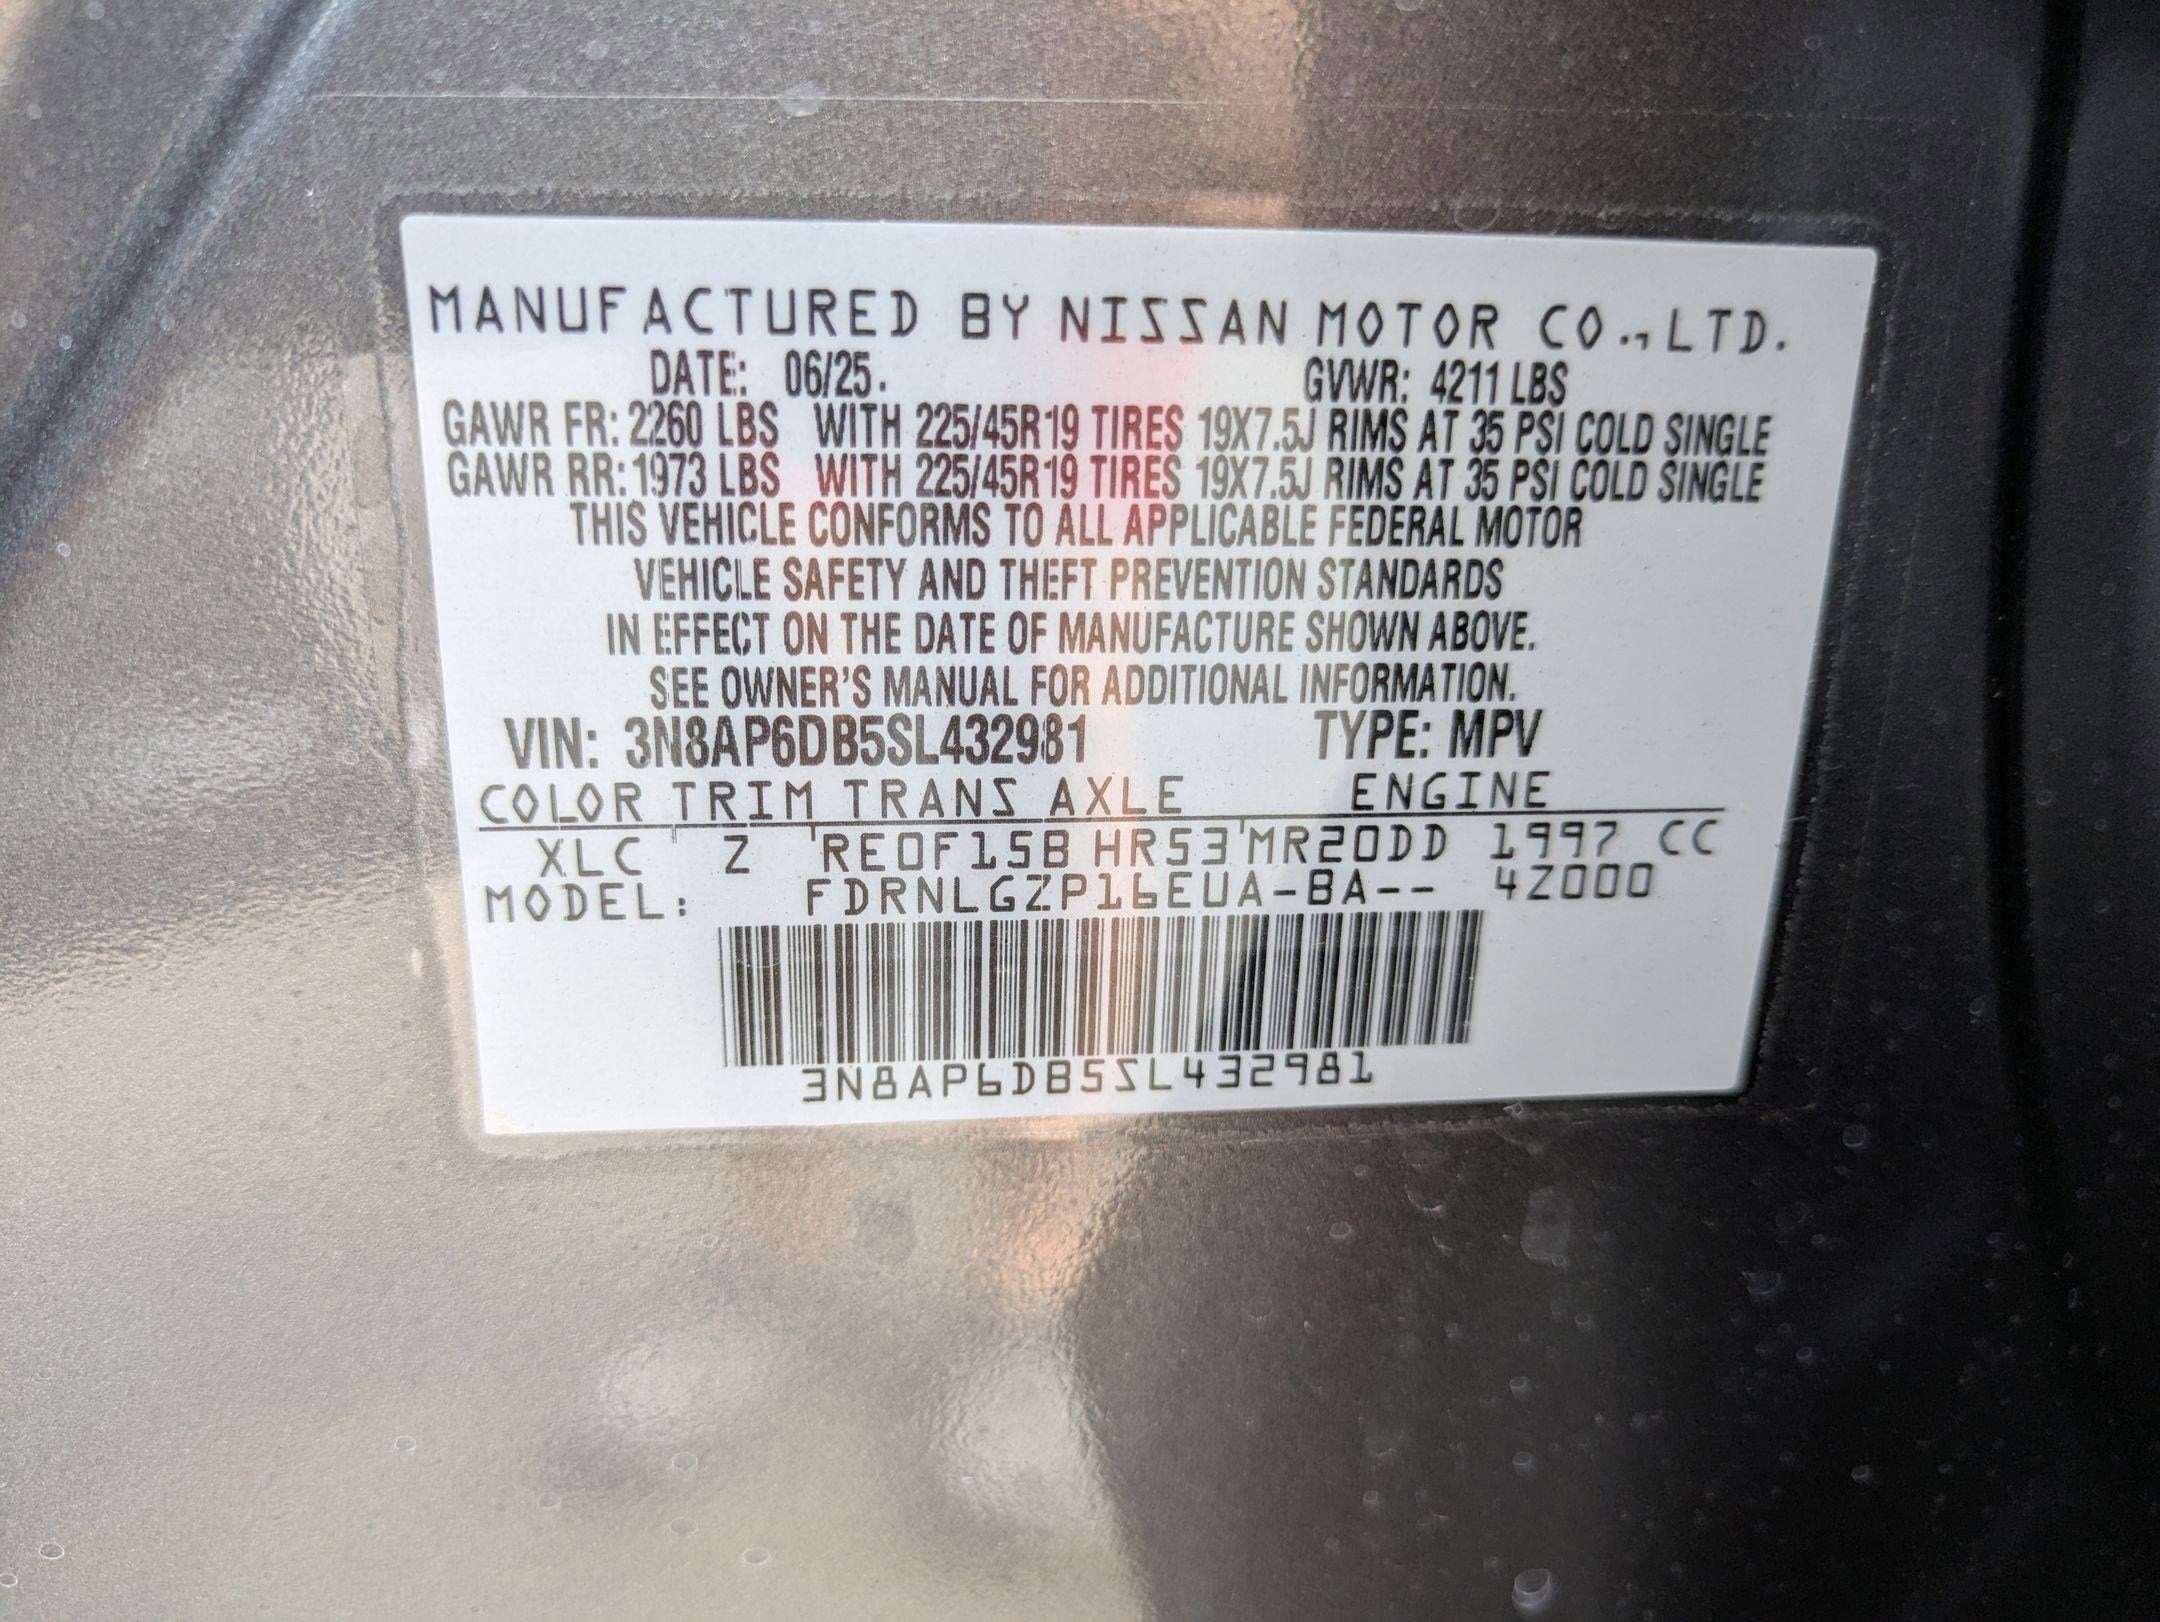 MANUFACTURED BY NISSAN MOTOR CO.,LTD.
DATE: 06/25. GVWR: 4211 LBS
GAWR FR: 2260 LBS WITH 225/45R19 TIRES 19X7.5J RIMS AT 35 PSI COLD SINGLE
GAWR RR: 1973 LBS WITH 225/45R19 TIRES 19X7.5J RIMS AT 35 PSI COLD SINGLE
THIS VEHICLE CONFORMS TO ALL APPLICABLE FEDERAL MOTOR
VEHICLE SAFETY AND THEFT PREVENTION STANDARDS
IN EFFECT ON THE DATE OF MANUFACTURE SHOWN ABOVE.
SEE OWNER'S MANUAL FOR ADDITIONAL INFORMATION.
VIN: 3N8AP6DB5SL432981 TYPE: MPV
COLOR TRIM TRANS AXLE ENGINE
XLC Z RE0F15B HR53 MR20DD 1997 CC
MODEL: FDRNLGZP16EUA-BA-- 4Z000
3N8AP6DB5SL432981